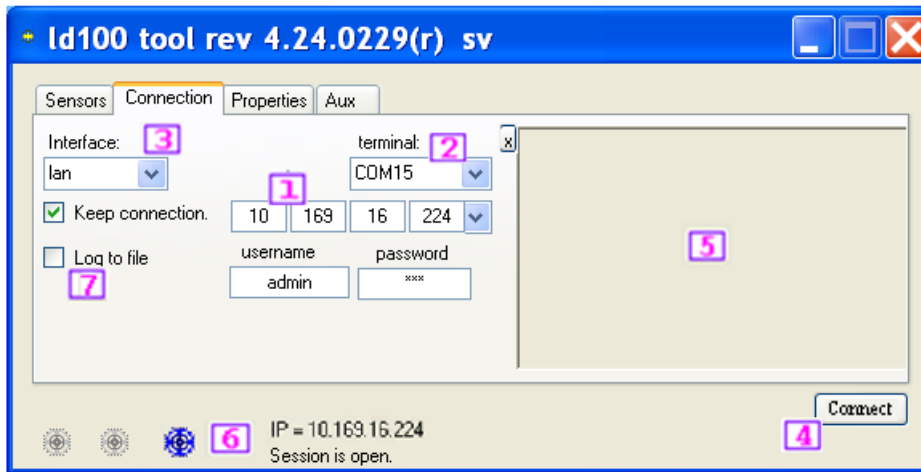 ld100 tool rev 4.24.0229(r) sv
Sensors Connection Properties Aux
Interface: 3 terminal: 2 x
lan COM15
1
Keep connection. 10 169 16 224
5
Log to file username password
7 admin ***
Connect
6 IP = 10.169.16.224 4
Session is open.